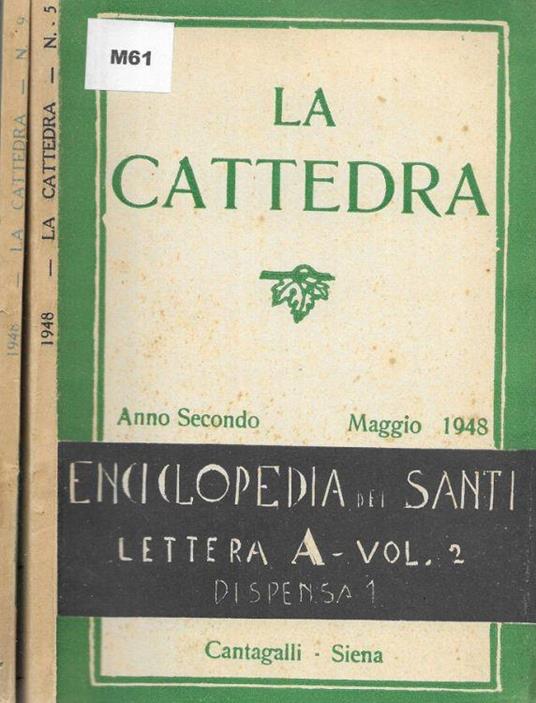 1948 — LA CATTEDRA — N. 9
1948 — LA CATTEDRA — N. 5
M61
LA
CATTEDRA
Anno Secondo Maggio 1948
ENCICLOPEDIA DEI SANTI
LETTERA A - VOL. 2
DISPENSA 1
Cantagalli - Siena